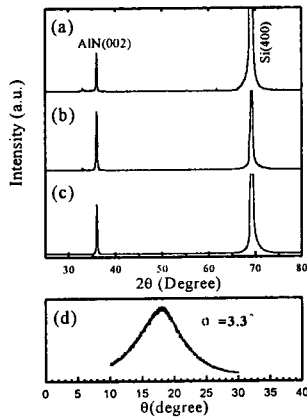 (a)
AlN(002)
Si(400)
(b)
(c)
Intensity (a.u.)
30 40 50 60 70 80
2θ (Degree)
(d)
σ =3.3°
0 5 10 15 20 25 30 35 40
θ(degree)